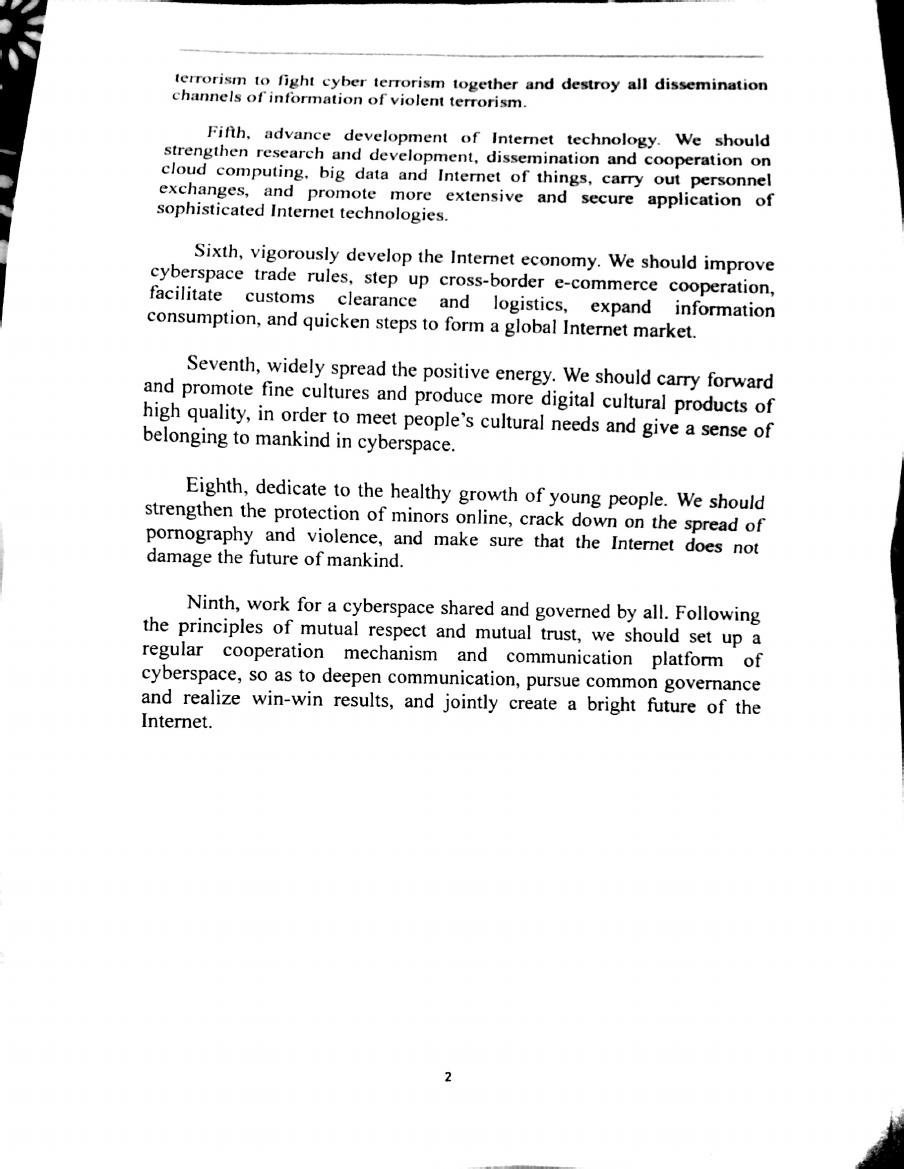 terrorism to fight cyber terrorism together and destroy all dissemination
channels of information of violent terrorism.
Fifth, advance development of Internet technology. We should
strengthen research and development, dissemination and cooperation on
cloud computing, big data and Internet of things, carry out personnel
exchanges, and promote more extensive and secure application of
sophisticated Internet technologies.
Sixth, vigorously develop the Internet economy. We should improve
cyberspace trade rules, step up cross-border e-commerce cooperation,
facilitate customs clearance and logistics, expand information
consumption, and quicken steps to form a global Internet market.
Seventh, widely spread the positive energy. We should carry forward
and promote fine cultures and produce more digital cultural products of
high quality, in order to meet people's cultural needs and give a sense of
belonging to mankind in cyberspace.
Eighth, dedicate to the healthy growth of young people. We should
strengthen the protection of minors online, crack down on the spread of
pornography and violence, and make sure that the Internet does not
damage the future of mankind.
Ninth, work for a cyberspace shared and governed by all. Following
the principles of mutual respect and mutual trust, we should set up a
regular cooperation mechanism and communication platform of
cyberspace, so as to deepen communication, pursue common governance
and realize win-win results, and jointly create a bright future of the
Internet.
2